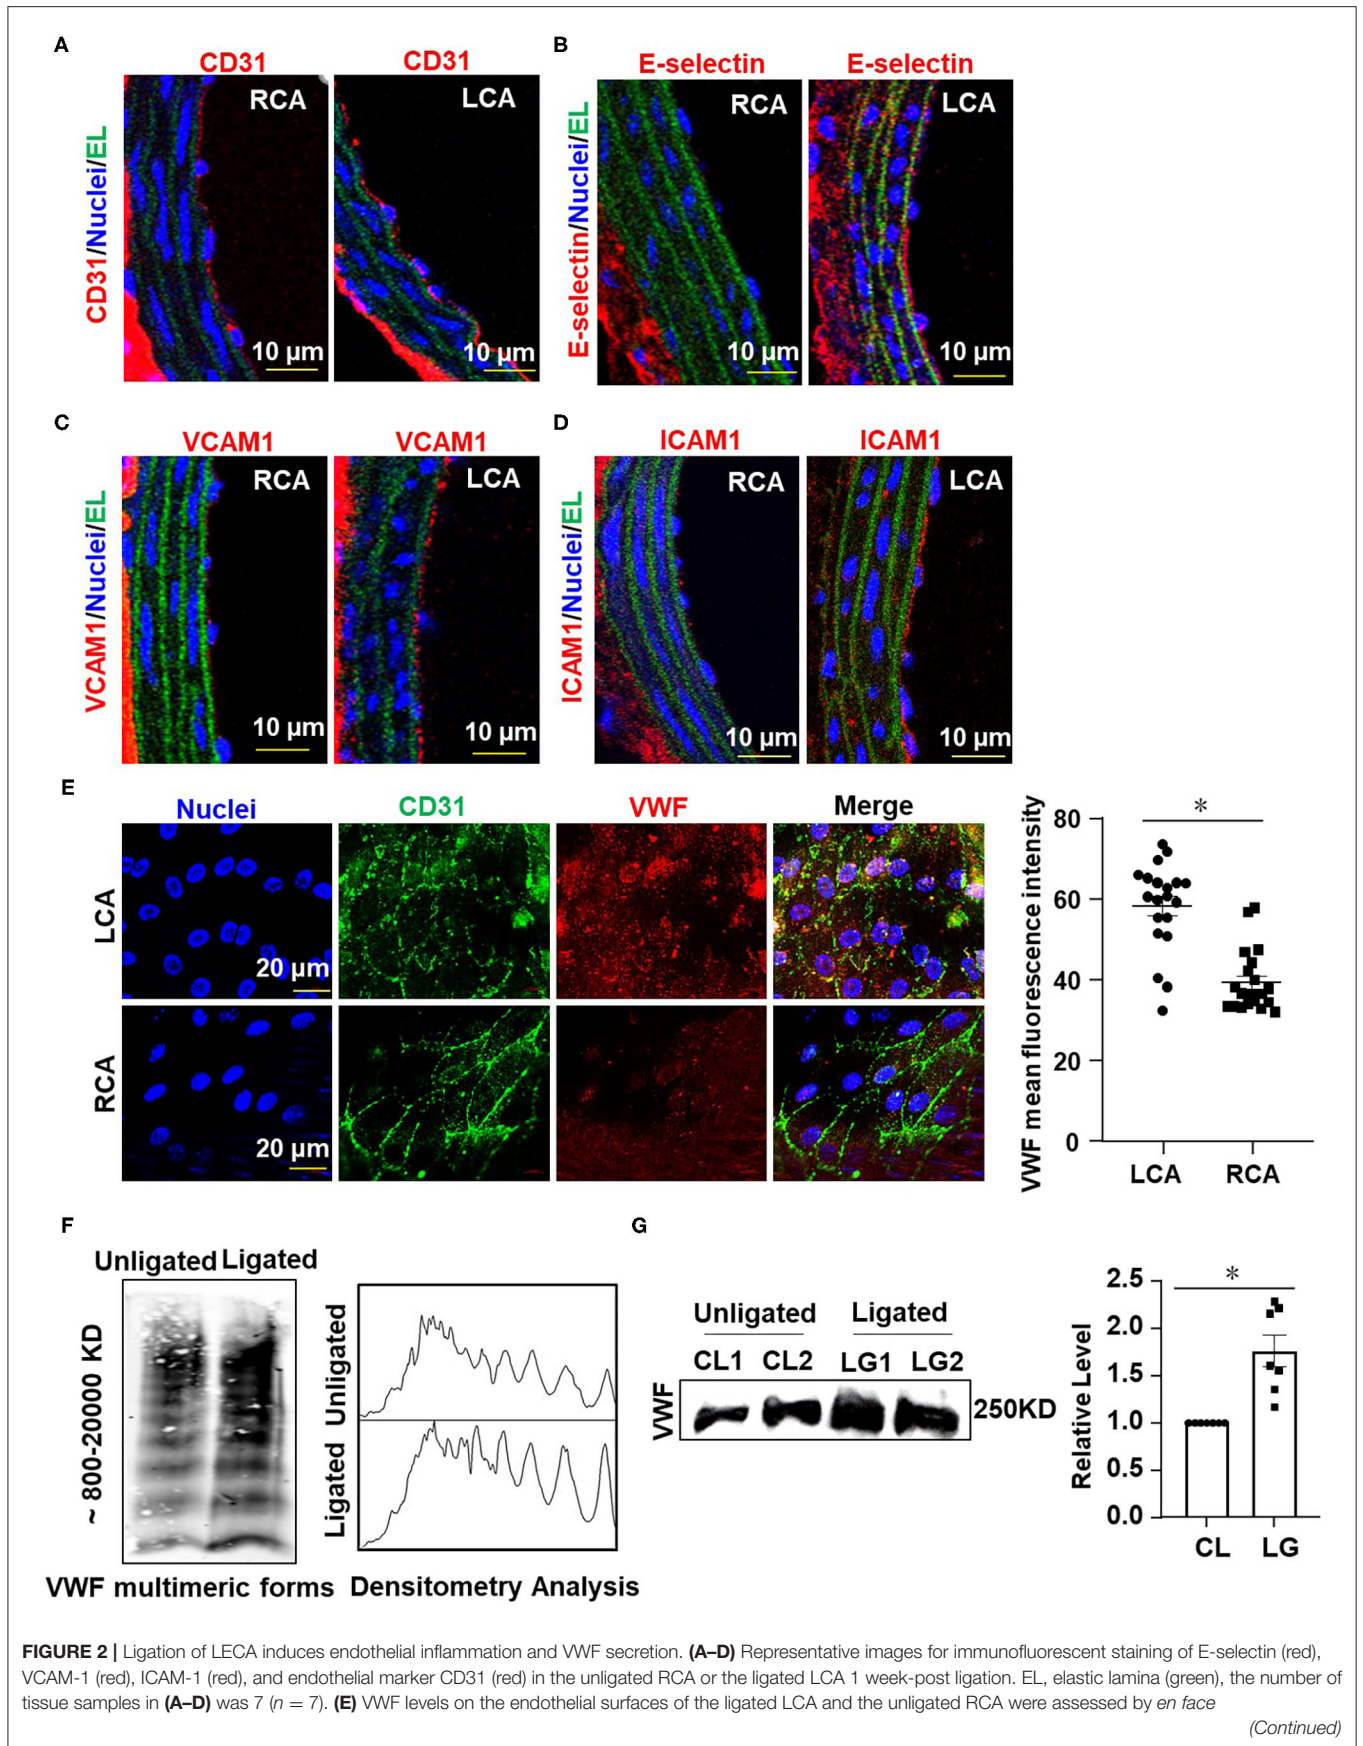 A
CD31
CD31
RCA
LCA
CD31/Nuclei/EL
10 µm
10 µm
B
E-selectin
E-selectin
RCA
LCA
E-selectin/Nuclei/EL
10 µm
10 µm
C
VCAM1
VCAM1
RCA
LCA
VCAM1/Nuclei/EL
10 µm
10 µm
D
ICAM1
ICAM1
RCA
LCA
ICAM1/Nuclei/EL
10 µm
10 µm
E
Nuclei
CD31
VWF
Merge
LCA
20 µm
RCA
20 µm
VWF mean fluorescence intensity
80
60
40
20
0
*
LCA
RCA
F
Unligated Ligated
~ 800-20000 KD
VWF multimeric forms
Unligated
Ligated
Densitometry Analysis
G
Unligated
Ligated
CL1 CL2 LG1 LG2
VWF
250KD
Relative Level
2.5
2.0
1.5
1.0
0.5
0.0
*
CL
LG
FIGURE 2 | Ligation of LECA induces endothelial inflammation and VWF secretion. (A–D) Representative images for immunofluorescent staining of E-selectin (red),
VCAM-1 (red), ICAM-1 (red), and endothelial marker CD31 (red) in the unligated RCA or the ligated LCA 1 week-post ligation. EL, elastic lamina (green), the number of
tissue samples in (A–D) was 7 (n = 7). (E) VWF levels on the endothelial surfaces of the ligated LCA and the unligated RCA were assessed by en face
(Continued)